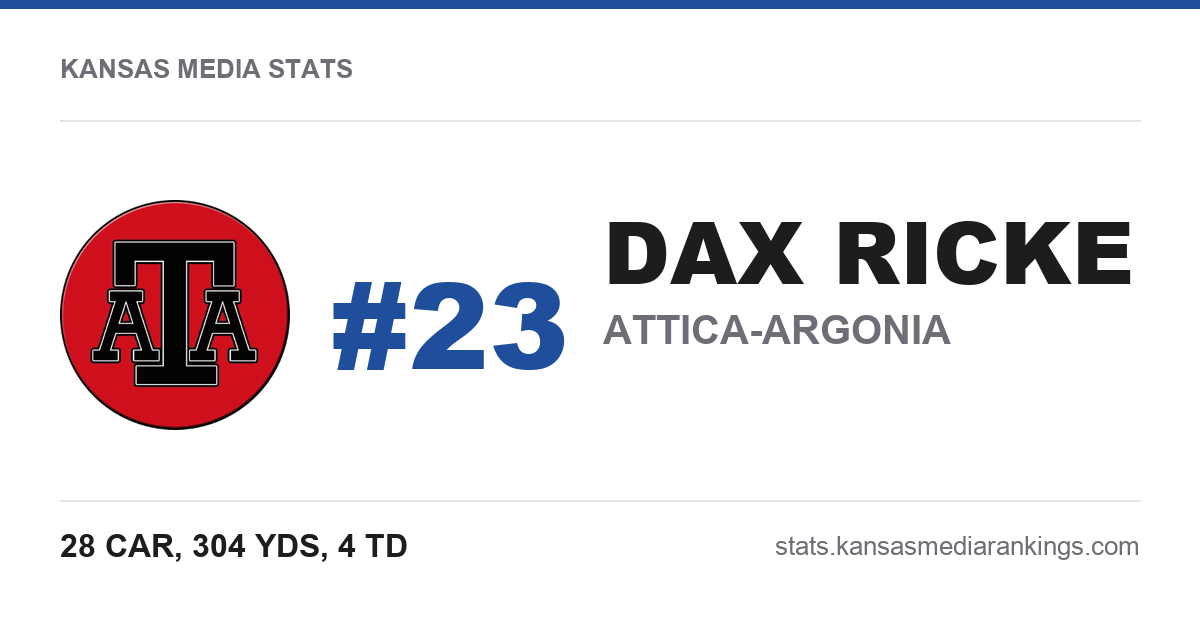 KANSAS MEDIA STATS
ATA
#23
DAX RICKE
ATTICA-ARGONIA
28 CAR, 304 YDS, 4 TD
stats.kansasmediarankings.com